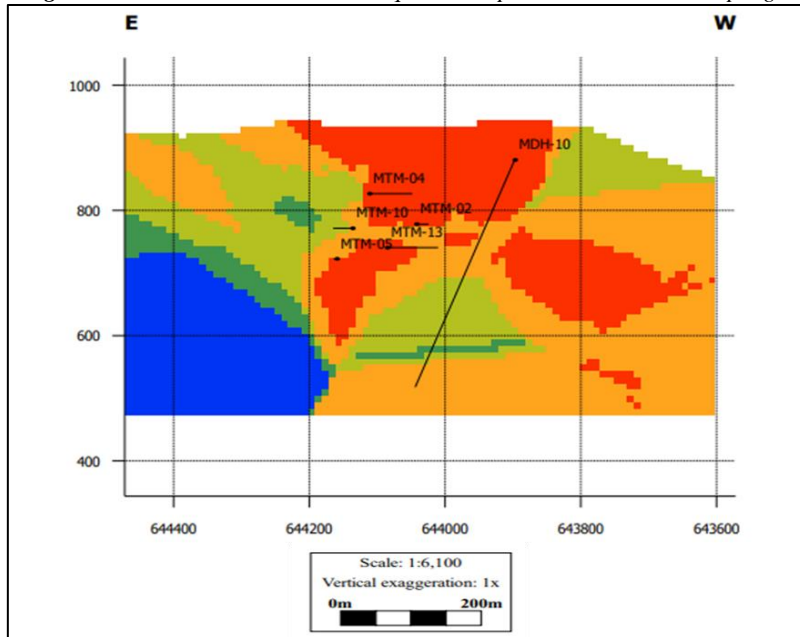 E W
1000
MDH-10
MTM-04
800
MTM-10 MTM-02
MTM-13
MTM-05
600
400
644400 644200 644000 643800 643600
Scale: 1:6,100
Vertical exaggeration: 1x
0m 200m